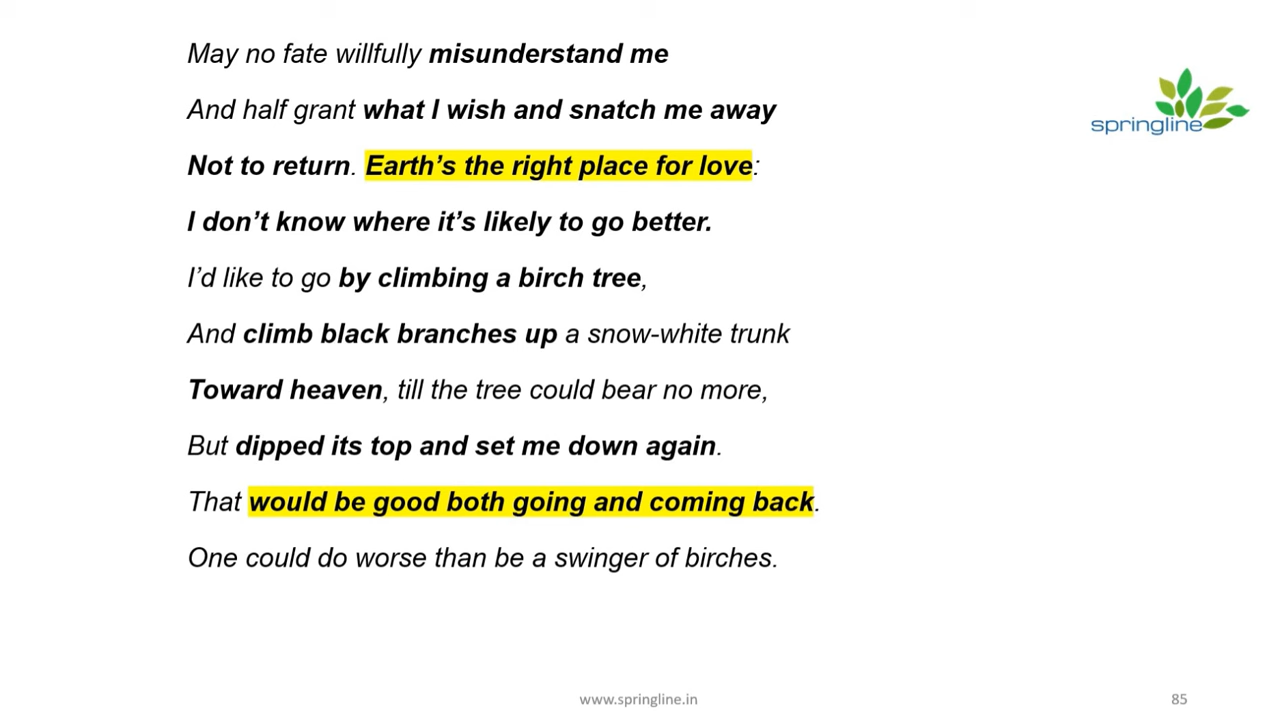 May no fate willfully misunderstand me
And half grant what I wish and snatch me away
springline
Not to return. Earth’s the right place for love:
I don’t know where it’s likely to go better.
I’d like to go by climbing a birch tree,
And climb black branches up a snow-white trunk
Toward heaven, till the tree could bear no more,
But dipped its top and set me down again.
That would be good both going and coming back.
One could do worse than be a swinger of birches.
www.springline.in
85